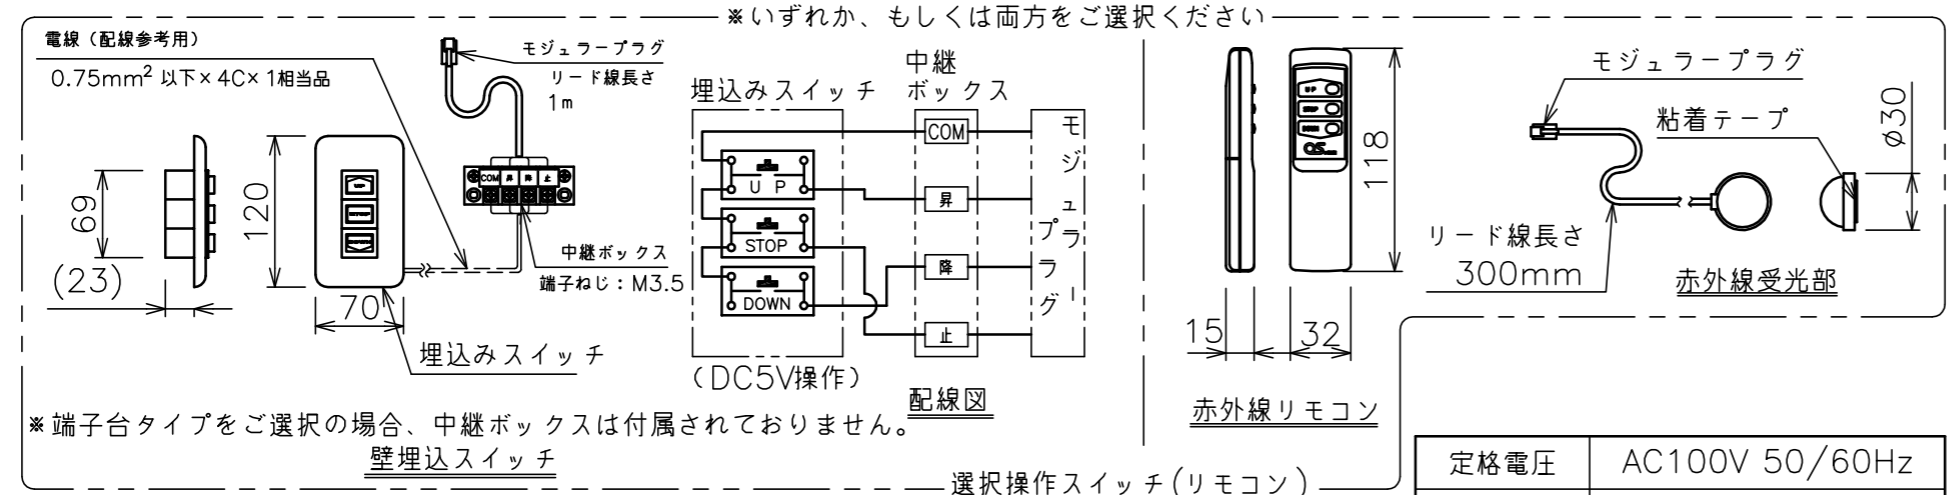 ※いずれか、もしくは両方をご選択ください
電線（配線参考用）
0.75mm² 以下×4C×1相当品
モジュラープラグ
リード線長さ
1m
69
(23)
120
70
UP
COM 昇 降 止
中継ボックス
端子ねじ：M3.5
埋込みスイッチ
埋込みスイッチ
中継
ボックス
UP
STOP
DOWN
COM
昇
降
止
モジュラープラグ
(DC5V操作)
配線図
※端子台タイプをご選択の場合、中継ボックスは付属されておりません。
壁埋込スイッチ
UP
STOP
DOWN
OS
118
15
32
赤外線リモコン
モジュラープラグ
粘着テープ
ø30
リード線長さ
300mm
赤外線受光部
選択操作スイッチ(リモコン)
定格電圧 AC100V 50/60Hz